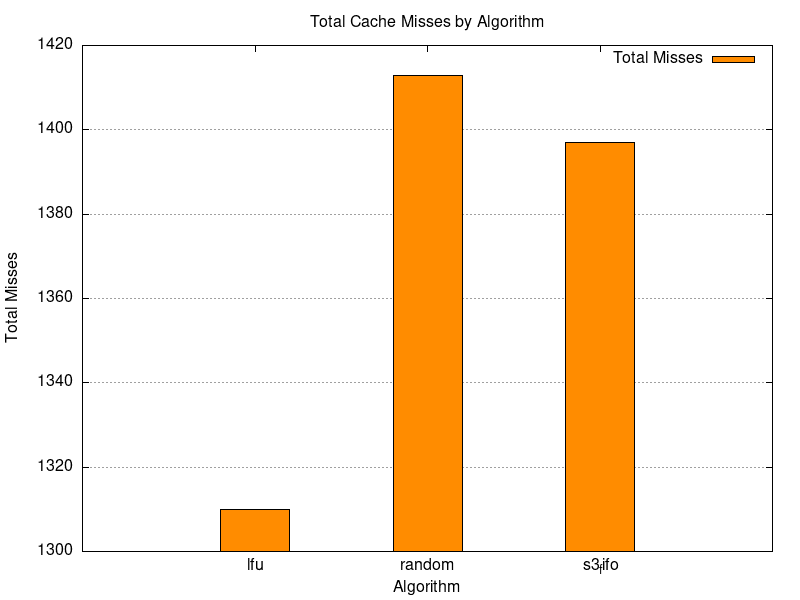 Total Cache Misses by Algorithm
1420
Total Misses
1400
1380
1360
Total Misses
1340
1320
1300
lfu
random
s3fifo
Algorithm